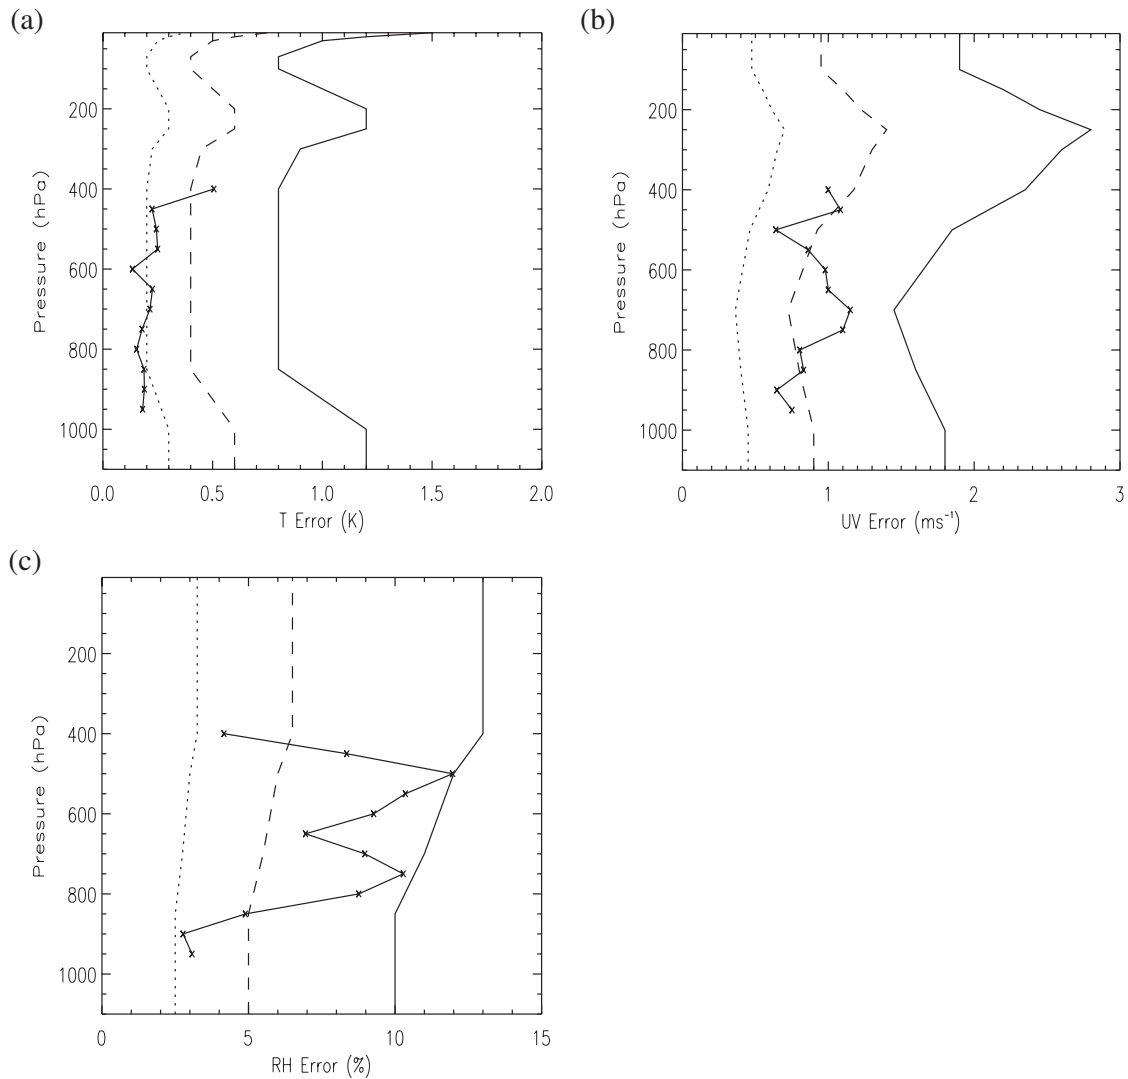 (a)
Pressure (hPa)
200
400
600
800
1000
0.0 0.5 1.0 1.5 2.0
T Error (K)
(b)
Pressure (hPa)
200
400
600
800
1000
0 1 2 3
UV Error (ms⁻¹)
(c)
Pressure (hPa)
200
400
600
800
1000
0 5 10 15
RH Error (%)